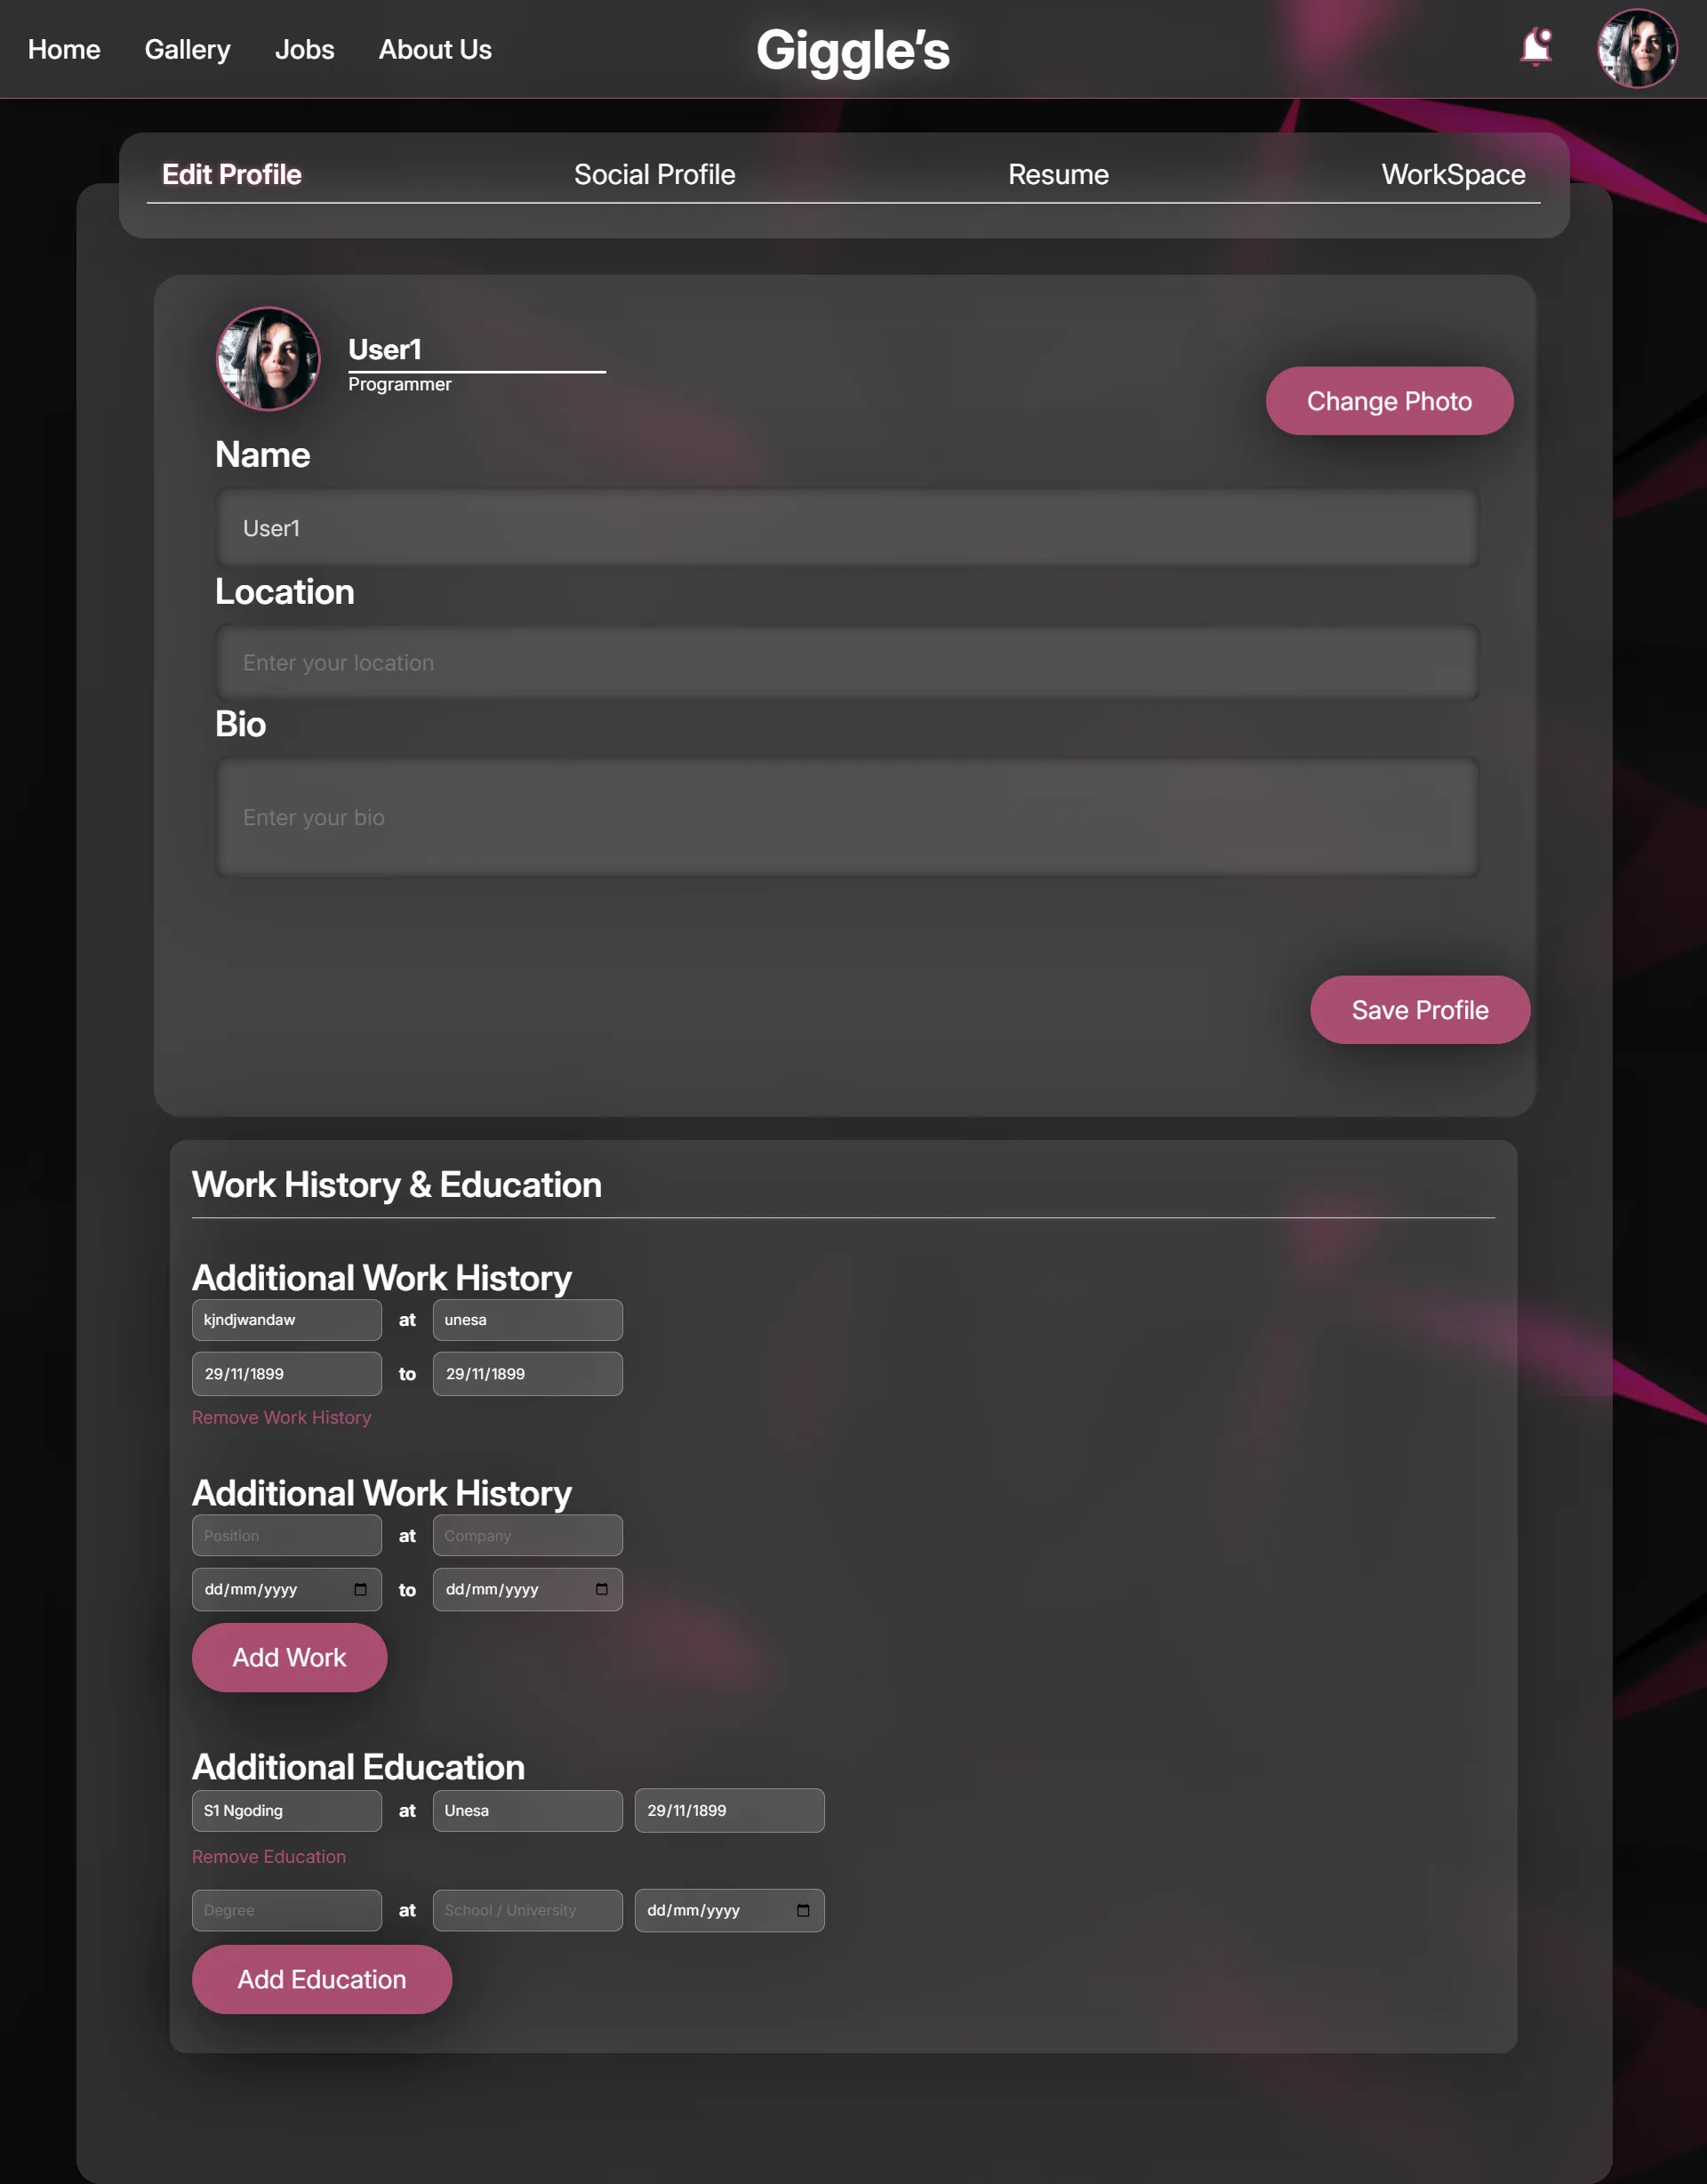 Home Gallery Jobs About Us Giggle's
Edit Profile Social Profile Resume WorkSpace
User1
Programmer
Change Photo
Name
User1
Location
Enter your location
Bio
Enter your bio
Save Profile
Work History & Education
Additional Work History
kjndjwandaw at unesa
29/11/1899 to 29/11/1899
Remove Work History
Additional Work History
Position at Company
dd/mm/yyyy to dd/mm/yyyy
Add Work
Additional Education
S1 Ngoding at Unesa 29/11/1899
Remove Education
Degree at School / University dd/mm/yyyy
Add Education